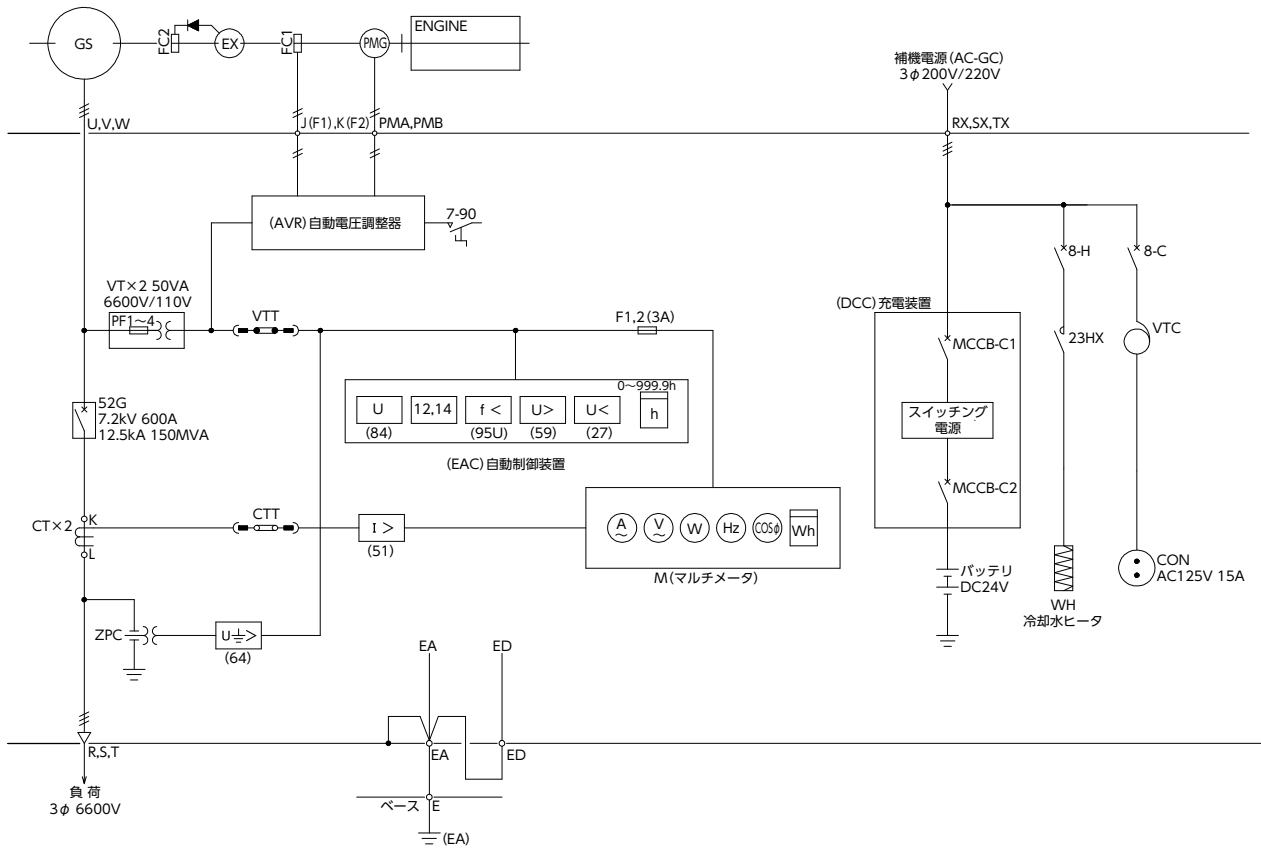 ENGINE
GS
FC2
EX
FC1
PMG
補機電源(AC-GC)
3φ200V/220V
U,V,W
J(F1),K(F2)
PMA,PMB
RX,SX,TX
(AVR)自動電圧調整器
7-90
8-H
8-C
VT×2 50VA
6600V/110V
PF1~4
VTT
F1,2(3A)
(DCC)充電装置
MCCB-C1
23HX
VTC
0~999.9h
U
12,14
f <
U>
U<
h
(84)
(95U)
(59)
(27)
(EAC)自動制御装置
52G
7.2kV 600A
12.5kA 150MVA
スイッチング
電源
MCCB-C2
CT×2
K
L
CTT
I >
(51)
A
V
W
Hz
COSφ
Wh
M(マルチメータ)
バッテリ
DC24V
CON
AC125V 15A
WH
冷却水ヒータ
ZPC
U⏚>
(64)
EA
ED
R,S,T
EA
ED
負荷
3φ 6600V
ベース
E
(EA)